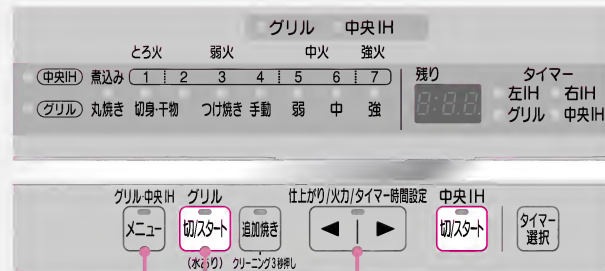 グリル 中央IH
とろ火 弱火 中火 強火
中央IH 煮込み 1 2 3 4 5 6 7 残り タイマー
左IH 右IH
グリル 丸焼き 切身・干物 つけ焼き 手動 弱 中 強 8:8.8. グリル 中央IH
グリル・中央IH グリル 仕上がり/火力/タイマー時間設定 中央IH
メニュー 切/スタート 追加焼き ◀ ▶ 切/スタート タイマー選択
(水あり) クリーニング3秒押し